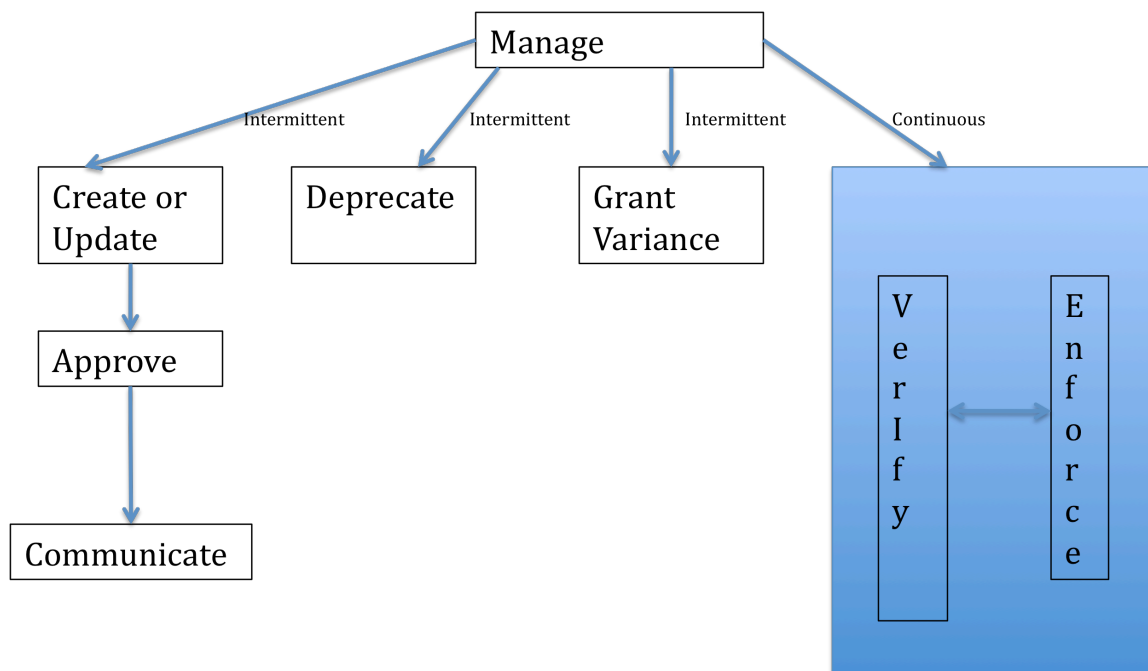 Manage
Intermittent
Intermittent
Intermittent
Continuous
Create or
Update
Deprecate
Grant
Variance
Approve
Communicate
V
e
r
I
f
y
E
n
f
o
r
c
e